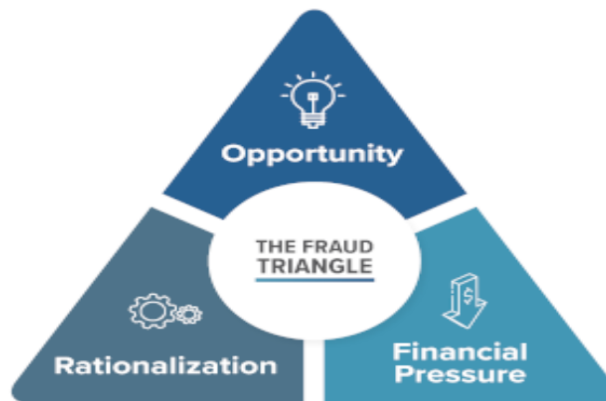 Opportunity
THE FRAUD
TRIANGLE
Rationalization
Financial
Pressure
$